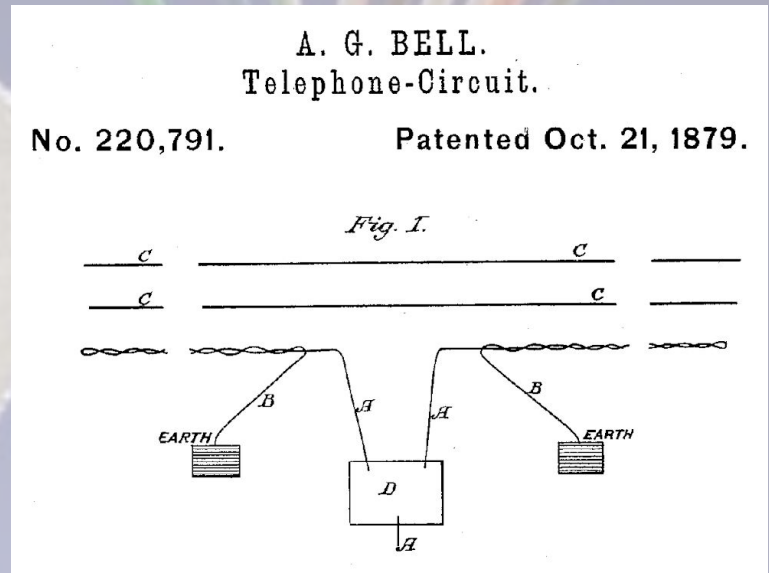 A. G. BELL.
Telephone-Circuit.
No. 220,791. Patented Oct. 21, 1879.
Fig. I.
C C
C C
B A A B
EARTH EARTH
D
A